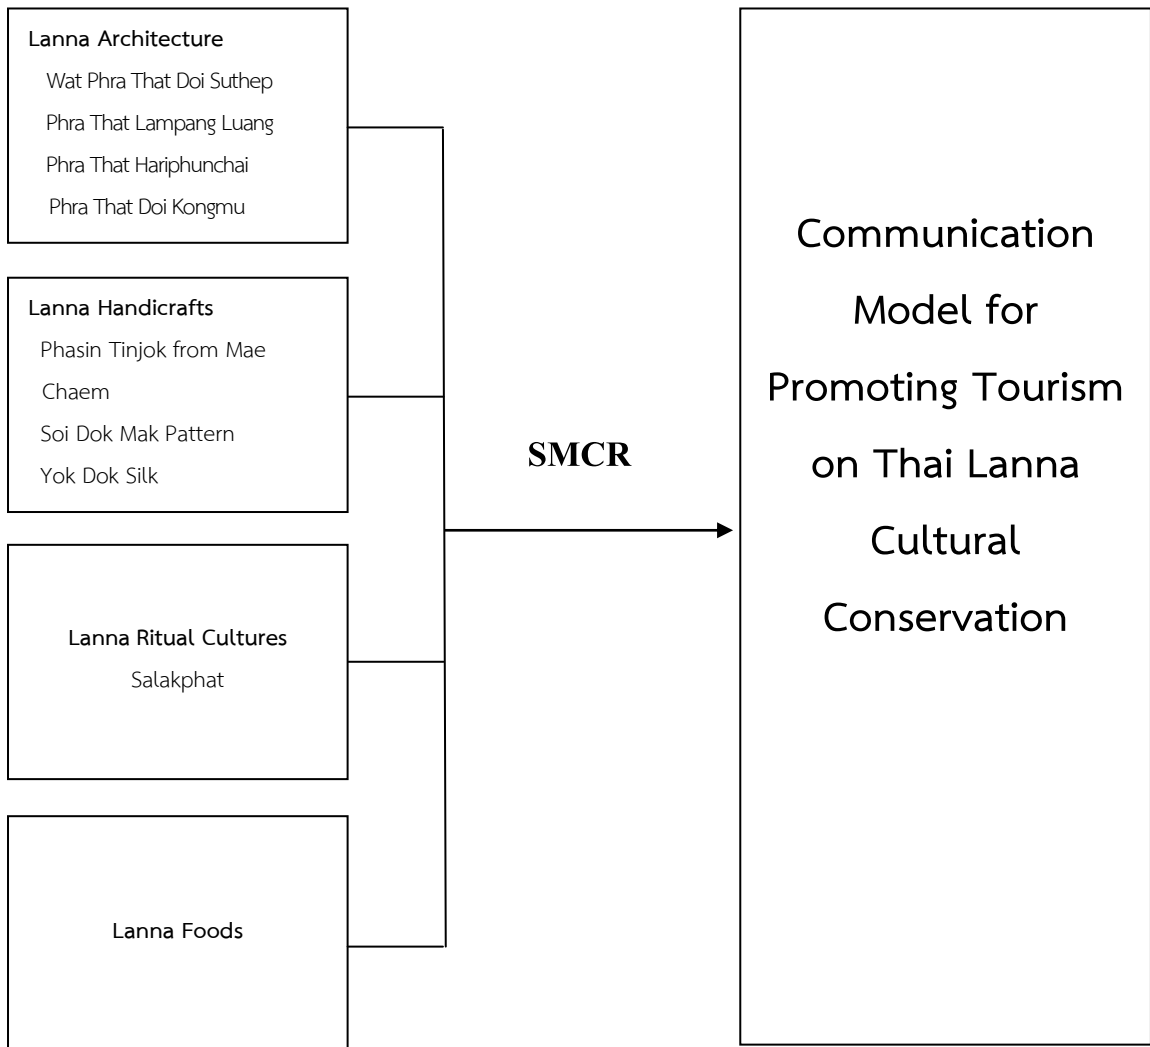 Lanna Architecture
Wat Phra That Doi Suthep
Phra That Lampang Luang
Phra That Hariphunchai
Phra That Doi Kongmu
Lanna Handicrafts
Phasin Tinjok from Mae
Chaem
Soi Dok Mak Pattern
Yok Dok Silk
Lanna Ritual Cultures
Salakphat
Lanna Foods
SMCR
Communication
Model for
Promoting Tourism
on Thai Lanna
Cultural
Conservation